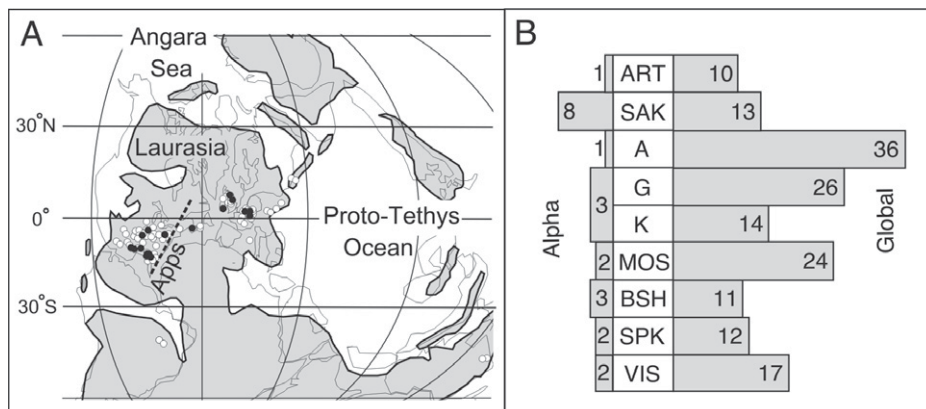 A
Angara
Sea
30°N
Laurasia
0°
Proto-Tethys
Ocean
Apps
30°S
B
Alpha
Global
1 ART 10
8 SAK 13
1 A 36
3 G 26
K 14
2 MOS 24
3 BSH 11
2 SPK 12
2 VIS 17